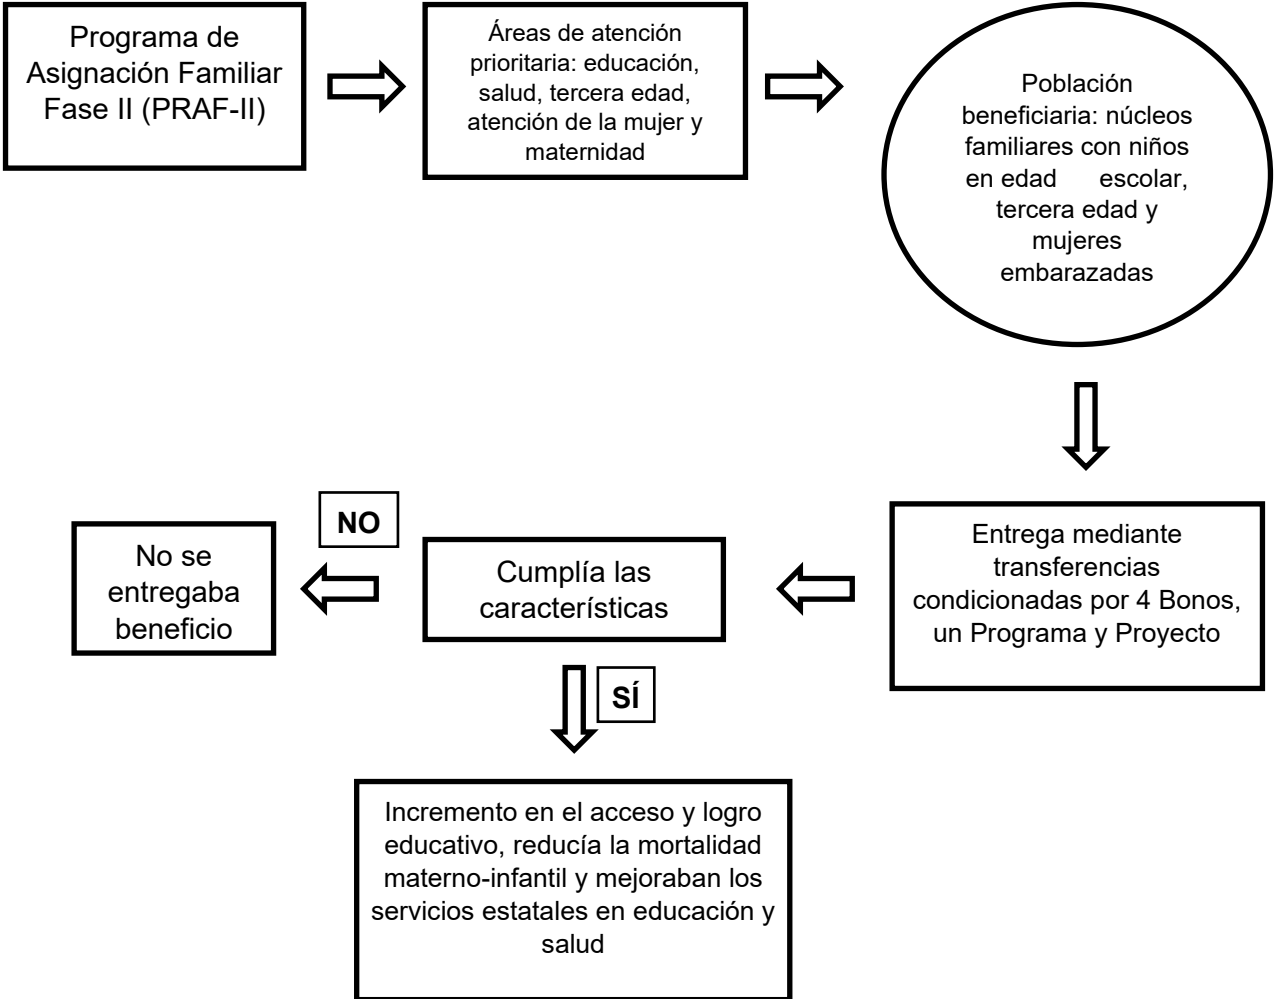 Programa de
Asignación Familiar
Fase II (PRAF-II)
Áreas de atención
prioritaria: educación,
salud, tercera edad,
atención de la mujer y
maternidad
Población
beneficiaria: núcleos
familiares con niños
en edad escolar,
tercera edad y
mujeres
embarazadas
Entrega mediante
transferencias
condicionadas por 4 Bonos,
un Programa y Proyecto
Cumplía las
características
NO
No se
entregaba
beneficio
SÍ
Incremento en el acceso y logro
educativo, reducía la mortalidad
materno-infantil y mejoraban los
servicios estatales en educación y
salud